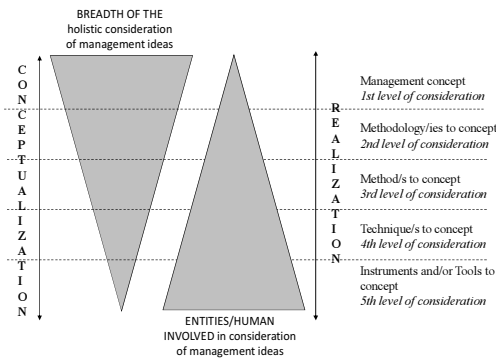 BREADTH OF THE
holistic consideration
of management ideas
CONCEPTUALIZATION
REALIZATION
Management concept
1st level of consideration
Methodology/ies to concept
2nd level of consideration
Method/s to concept
3rd level of consideration
Technique/s to concept
4th level of consideration
Instruments and/or Tools to
concept
5th level of consideration
ENTITIES/HUMAN
INVOLVED in consideration
of management ideas